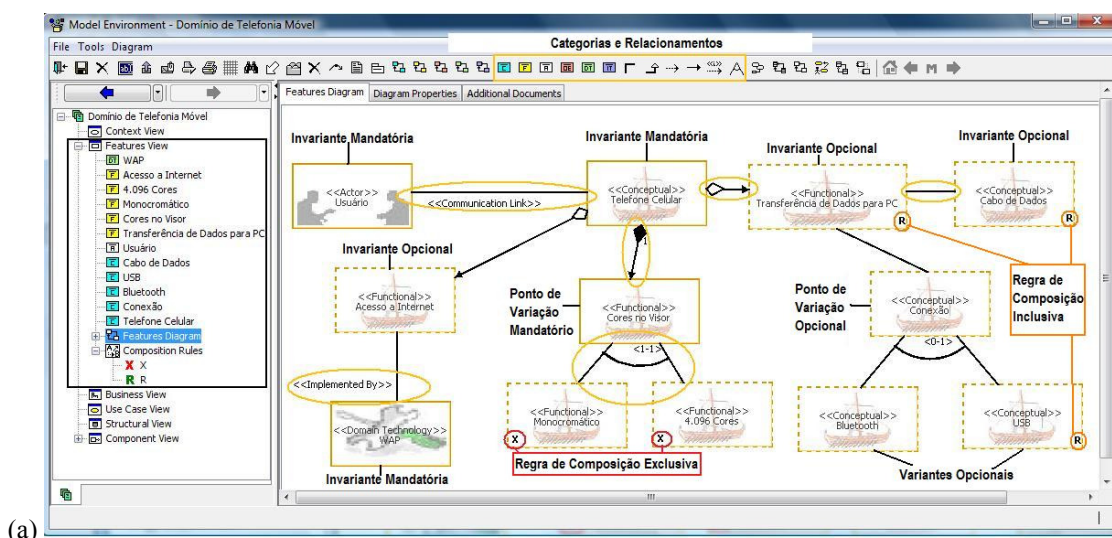 Model Environment - Domínio de Telefonia Móvel
File Tools Diagram
Categorias e Relacionamentos
Features Diagram Diagram Properties Additional Documents
Domínio de Telefonia Móvel
Context View
Features View
WAP
Acesso a Internet
4.096 Cores
Monocromático
Cores no Visor
Transferência de Dados para PC
Usuário
Cabo de Dados
USB
Bluetooth
Conexão
Telefone Celular
Features Diagram
Composition Rules
X X
R R
Business View
Use Case View
Structural View
Component View
Invariante Mandatória
<<Actor>>
Usuário
<<Communication Link>>
Invariante Mandatória
<<Conceptual>>
Telefone Celular
Invariante Opcional
<<Functional>>
Transferência de Dados para PC
R
Invariante Opcional
<<Conceptual>>
Cabo de Dados
R
Invariante Opcional
<<Functional>>
Acesso a Internet
1
Ponto de
Variação
Mandatório
<<Functional>>
Cores no Visor
<1-1>
Ponto de
Variação
Opcional
<<Conceptual>>
Conexão
<0-1>
Regra de
Composição
Inclusiva
<<Implemented By>>
<<Domain Technology>>
WAP
Invariante Mandatória
<<Functional>>
Monocromático
X
<<Functional>>
4.096 Cores
X
Regra de Composição Exclusiva
<<Conceptual>>
Bluetooth
<<Conceptual>>
USB
R
Variantes Opcionais
(a)